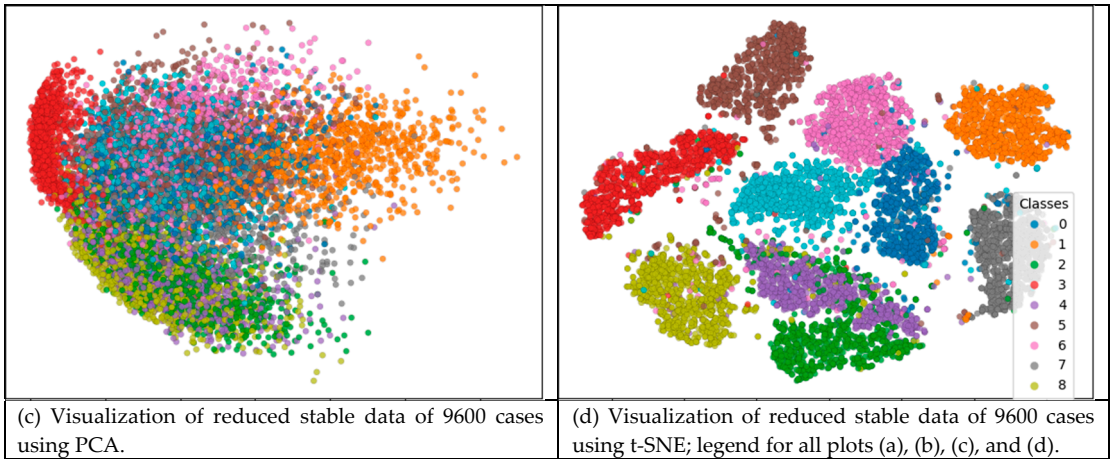 Classes
0
1
2
3
4
5
6
7
8
(c) Visualization of reduced stable data of 9600 cases
using PCA.
(d) Visualization of reduced stable data of 9600 cases
using t-SNE; legend for all plots (a), (b), (c), and (d).